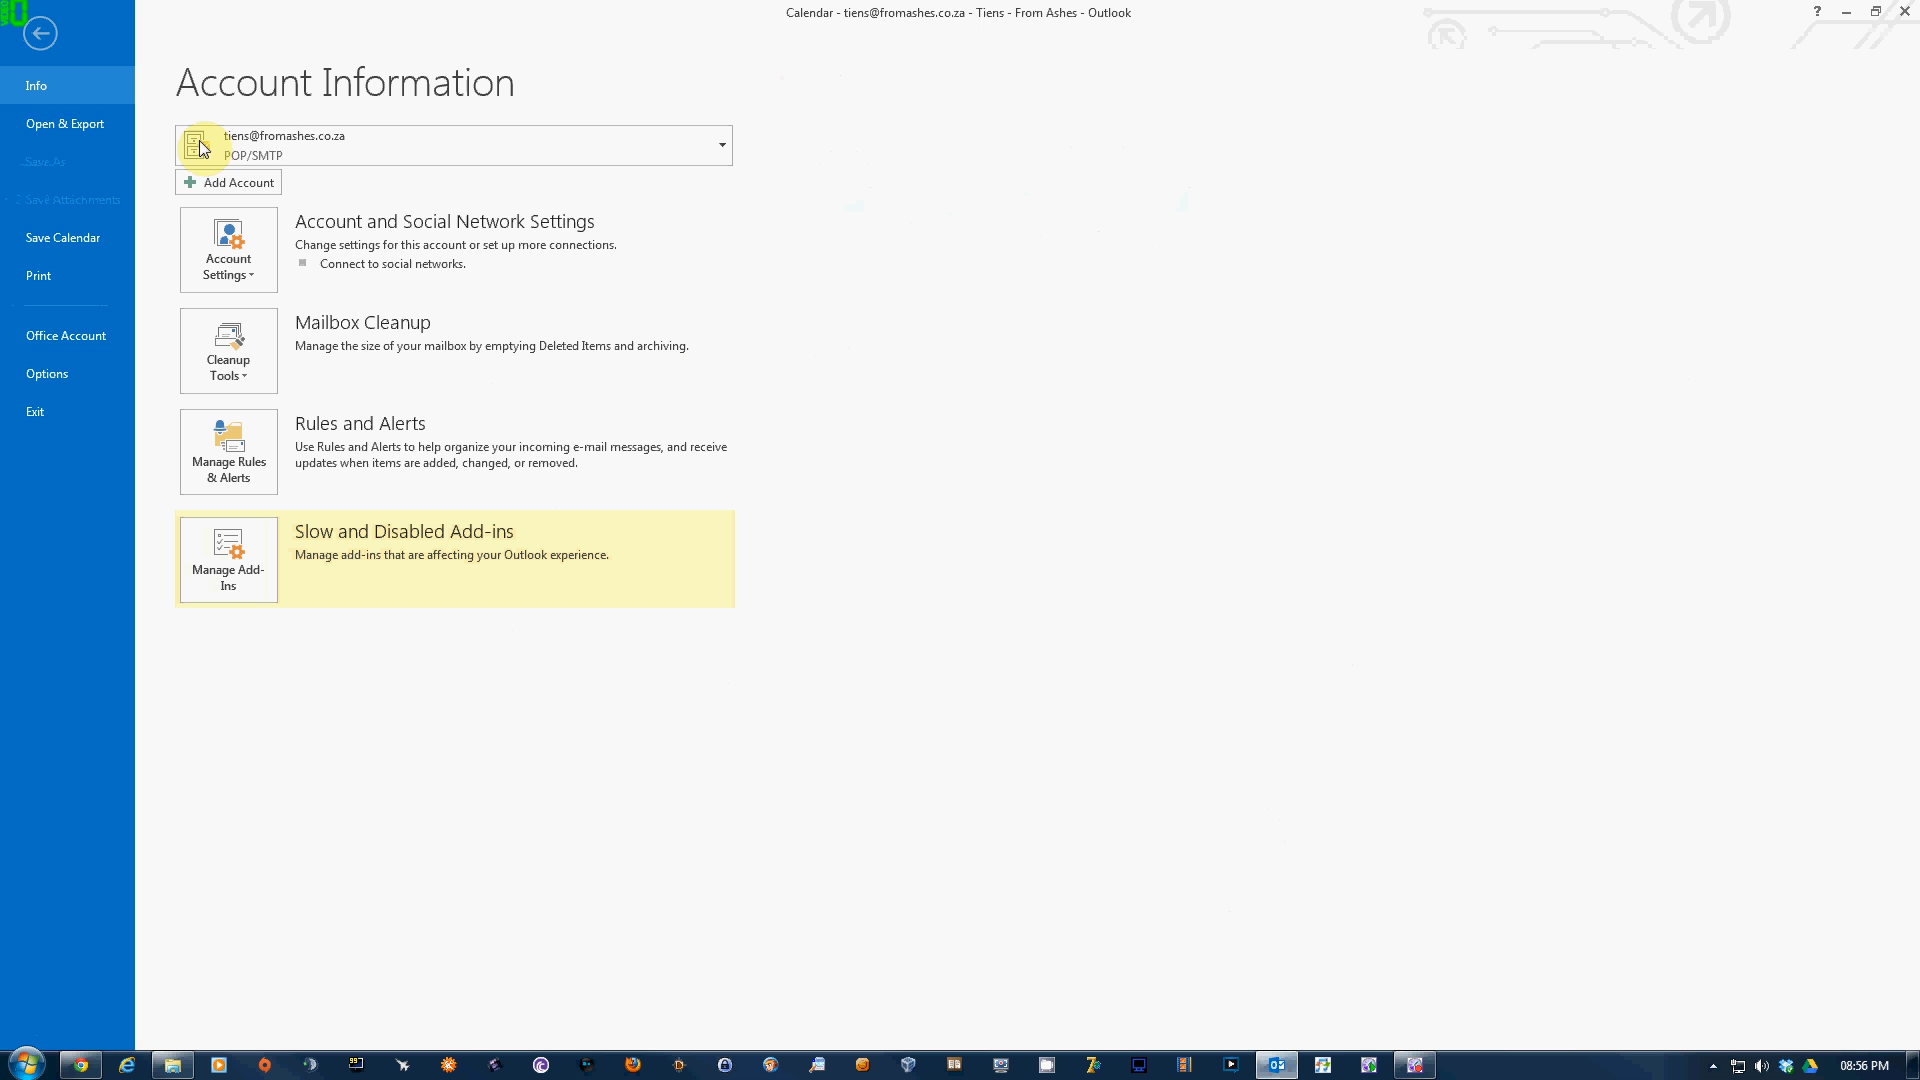 Calendar - tiens@fromashes.co.za - Tiens - From Ashes - Outlook
?
Info
Open & Export
Save As
Save Attachments
Save Calendar
Print
Office Account
Options
Exit
Account Information
tiens@fromashes.co.za
POP/SMTP
Add Account
Account
Settings
Account and Social Network Settings
Change settings for this account or set up more connections.
Connect to social networks.
Cleanup
Tools
Mailbox Cleanup
Manage the size of your mailbox by emptying Deleted Items and archiving.
Manage Rules
& Alerts
Rules and Alerts
Use Rules and Alerts to help organize your incoming e-mail messages, and receive
updates when items are added, changed, or removed.
Manage Add-
Ins
Slow and Disabled Add-ins
Manage add-ins that are affecting your Outlook experience.
08:56 PM